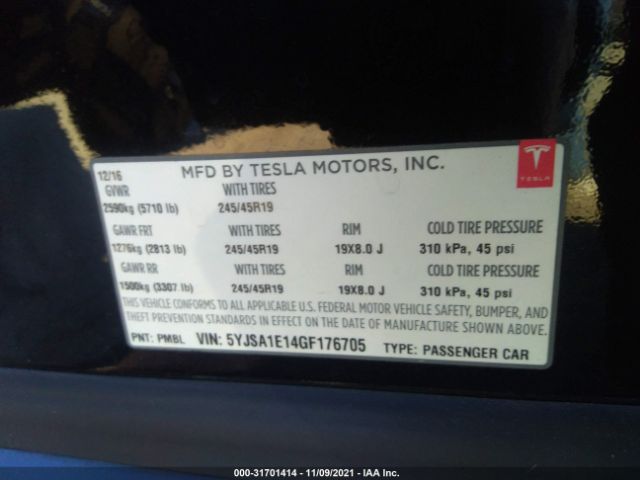 12/16 MFD BY TESLA MOTORS, INC.
TESLA
GVWR WITH TIRES
2590kg (5710 lb) 245/45R19
GAWR FRT WITH TIRES RIM COLD TIRE PRESSURE
1276kg (2813 lb) 245/45R19 19X8.0 J 310 kPa, 45 psi
GAWR RR WITH TIRES RIM COLD TIRE PRESSURE
1500kg (3307 lb) 245/45R19 19X8.0 J 310 kPa, 45 psi
THIS VEHICLE CONFORMS TO ALL APPLICABLE U.S. FEDERAL MOTOR VEHICLE SAFETY, BUMPER, AND
THEFT PREVENTION STANDARDS IN EFFECT ON THE DATE OF MANUFACTURE SHOWN ABOVE.
PNT: PMBL VIN: 5YJSA1E14GF176705 TYPE: PASSENGER CAR
000-31701414 - 11/09/2021 - IAA Inc.